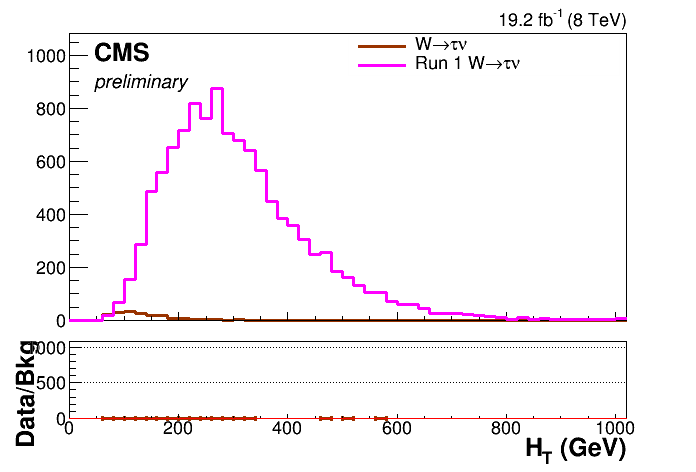 19.2 fb⁻¹ (8 TeV)
CMS
preliminary
W→τν
Run 1 W→τν
1000
800
600
400
200
0
Data/Bkg
500
0
0 200 400 600 800 1000
H_T (GeV)